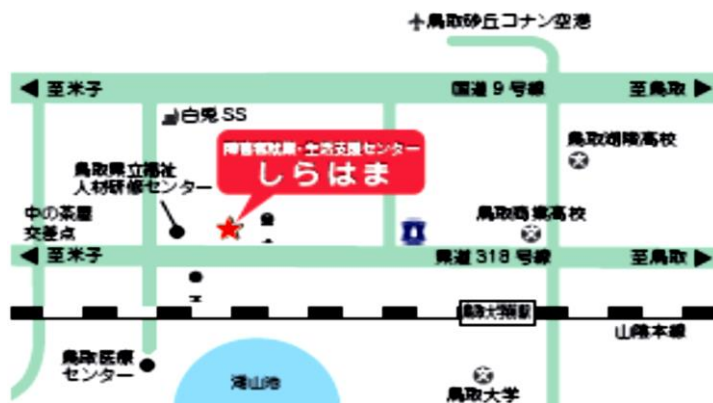 鳥取砂丘コナン空港
至米子
国道9号線
至鳥取
白兎SS
鳥取湖陵高校
障害者就業・生活支援センター
しらはま
鳥取県立福祉
人材研修センター
中の茶屋
交差点
鳥取商業高校
至米子
県道318号線
至鳥取
鳥取大学前駅
山陰本線
鳥取医療
センター
湖山池
鳥取大学